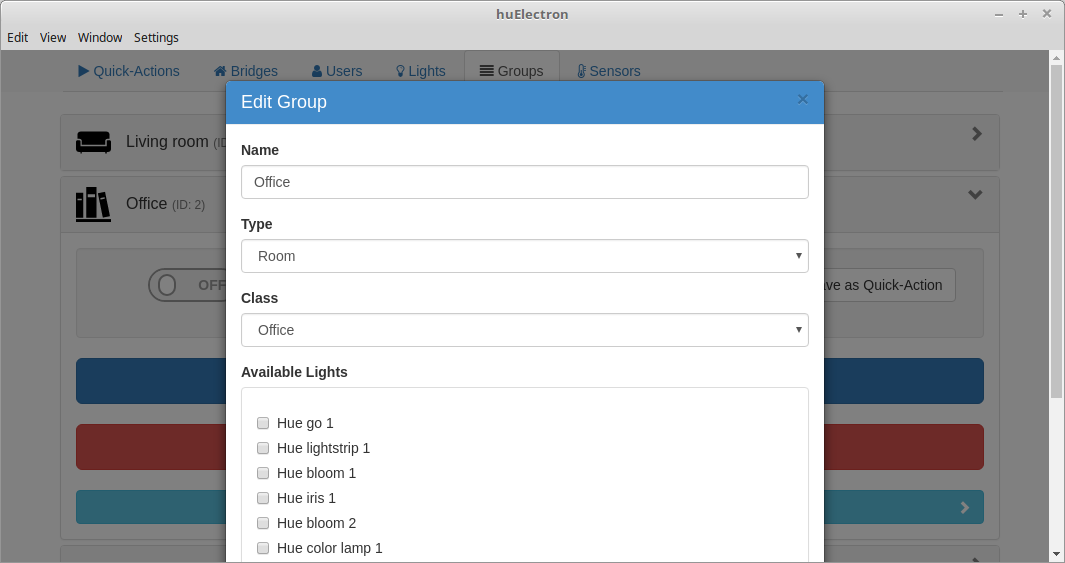 huElectron
Edit View Window Settings
Quick-Actions Bridges Users Lights Groups Sensors
Edit Group ×
Living room
Name
Office
Office (ID: 2)
Type
Room
OFF
as Quick-Action
Class
Office
Available Lights
Hue go 1
Hue lightstrip 1
Hue bloom 1
Hue iris 1
Hue bloom 2
Hue color lamp 1